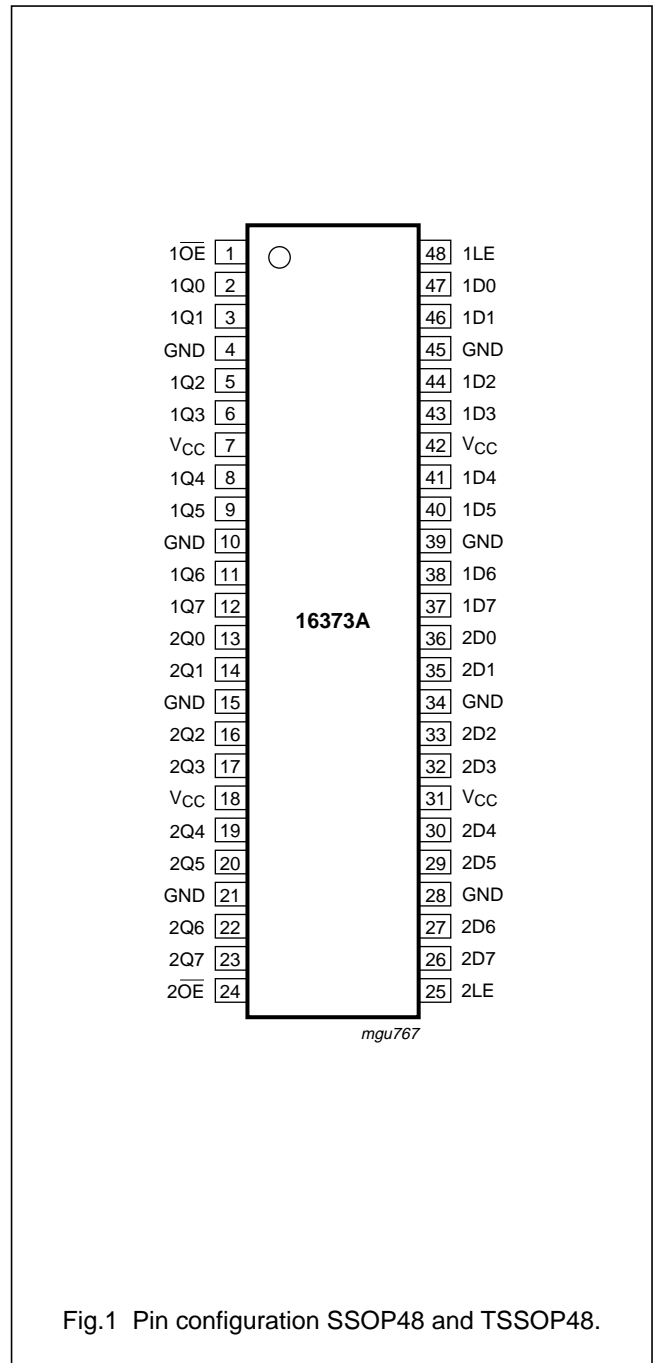 1O̅E̅ 1 48 1LE
1Q0 2 47 1D0
1Q1 3 46 1D1
GND 4 45 GND
1Q2 5 44 1D2
1Q3 6 43 1D3
VCC 7 42 VCC
1Q4 8 41 1D4
1Q5 9 40 1D5
GND 10 39 GND
1Q6 11 38 1D6
1Q7 12 37 1D7
16373A
2Q0 13 36 2D0
2Q1 14 35 2D1
GND 15 34 GND
2Q2 16 33 2D2
2Q3 17 32 2D3
VCC 18 31 VCC
2Q4 19 30 2D4
2Q5 20 29 2D5
GND 21 28 GND
2Q6 22 27 2D6
2Q7 23 26 2D7
2O̅E̅ 24 25 2LE
mgu767
Fig.1 Pin configuration SSOP48 and TSSOP48.